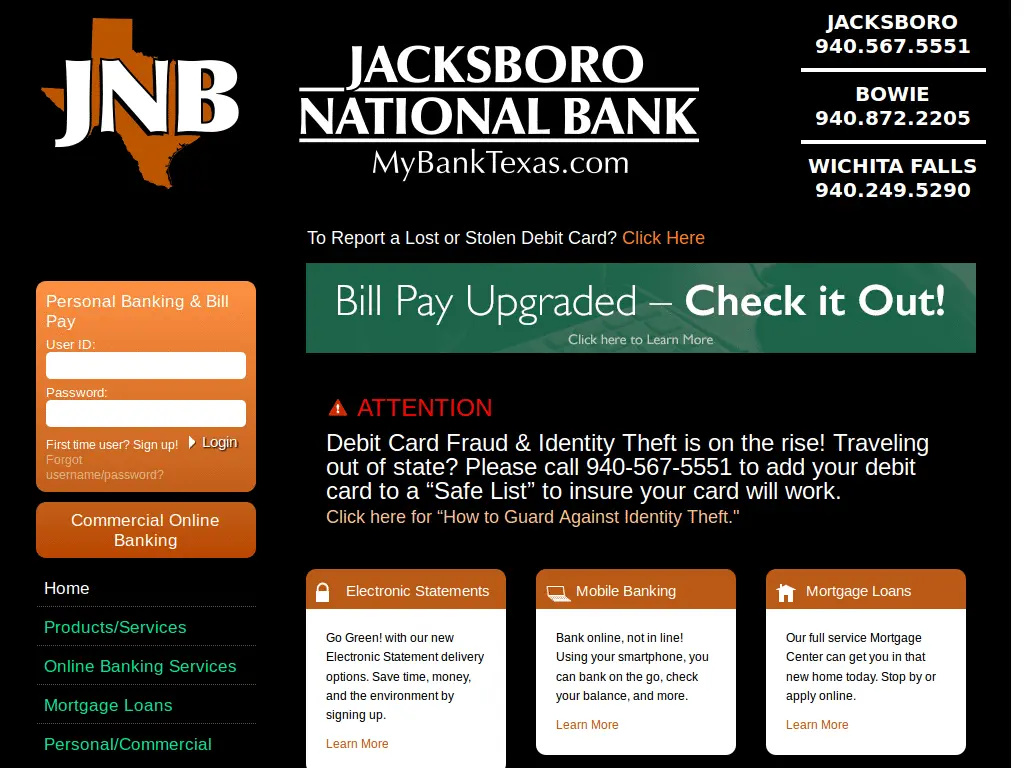 JNB
JACKSBORO
NATIONAL BANK
MyBankTexas.com
JACKSBORO
940.567.5551
BOWIE
940.872.2205
WICHITA FALLS
940.249.5290
To Report a Lost or Stolen Debit Card? Click Here
Bill Pay Upgraded – Check it Out!
Click here to Learn More
Personal Banking & Bill
Pay
User ID:
Password:
First time user? Sign up! Login
Forgot
username/password?
Commercial Online
Banking
Home
Products/Services
Online Banking Services
Mortgage Loans
Personal/Commercial
ATTENTION
Debit Card Fraud & Identity Theft is on the rise! Traveling
out of state? Please call 940-567-5551 to add your debit
card to a “Safe List” to insure your card will work.
Click here for “How to Guard Against Identity Theft."
Electronic Statements
Go Green! with our new
Electronic Statement delivery
options. Save time, money,
and the environment by
signing up.
Learn More
Mobile Banking
Bank online, not in line!
Using your smartphone, you
can bank on the go, check
your balance, and more.
Learn More
Mortgage Loans
Our full service Mortgage
Center can get you in that
new home today. Stop by or
apply online.
Learn More